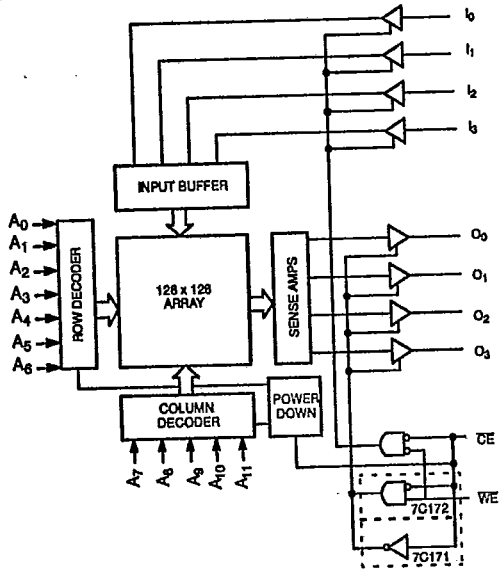 I0
I1
I2
I3
INPUT BUFFER
A0
A1
A2
A3
A4
A5
A6
ROW DECODER
128 x 128
ARRAY
SENSE AMPS
O0
O1
O2
O3
COLUMN
DECODER
POWER
DOWN
A7
A8
A9
A10
A11
CE
WE
7C172
7C171